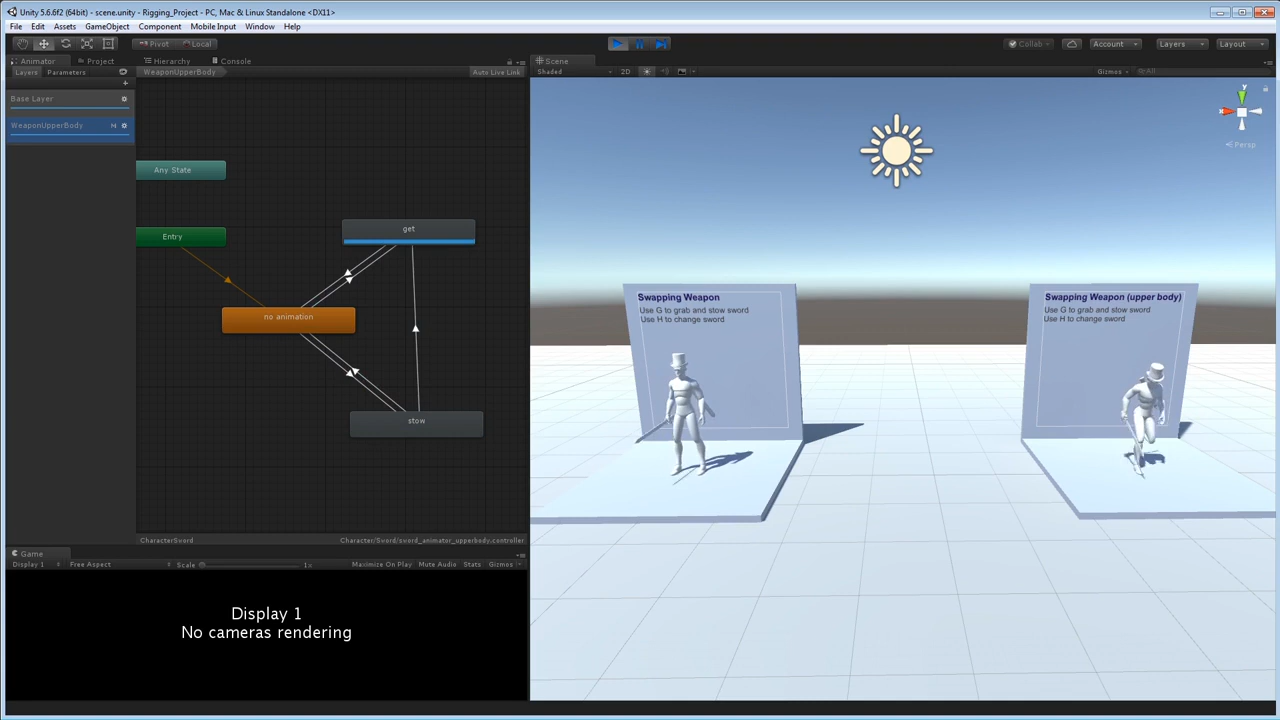 Unity 5.6.6f2 (64bit) - scene.unity - Rigging_Project - PC, Mac & Linux Standalone <DX11>
File Edit Assets GameObject Component Mobile Input Window Help
Pivot Local Collab Account Layers Layout
Animator Project Hierarchy Console
Layers Parameters WeaponUpperBody Auto Live Link
Base Layer
WeaponUpperBody M
Any State
Entry
get
no animation
stow
CharacterSword Character/Sword/sword_animator_upperbody.controller
Scene
Shaded 2D Gizmos All
y
x
Persp
Swapping Weapon
Use G to grab and stow sword
Use H to change sword
Swapping Weapon (upper body)
Use G to grab and stow sword
Use H to change sword
Game
Display 1 Free Aspect Scale 1x Maximize On Play Mute Audio Stats Gizmos
Display 1
No cameras rendering